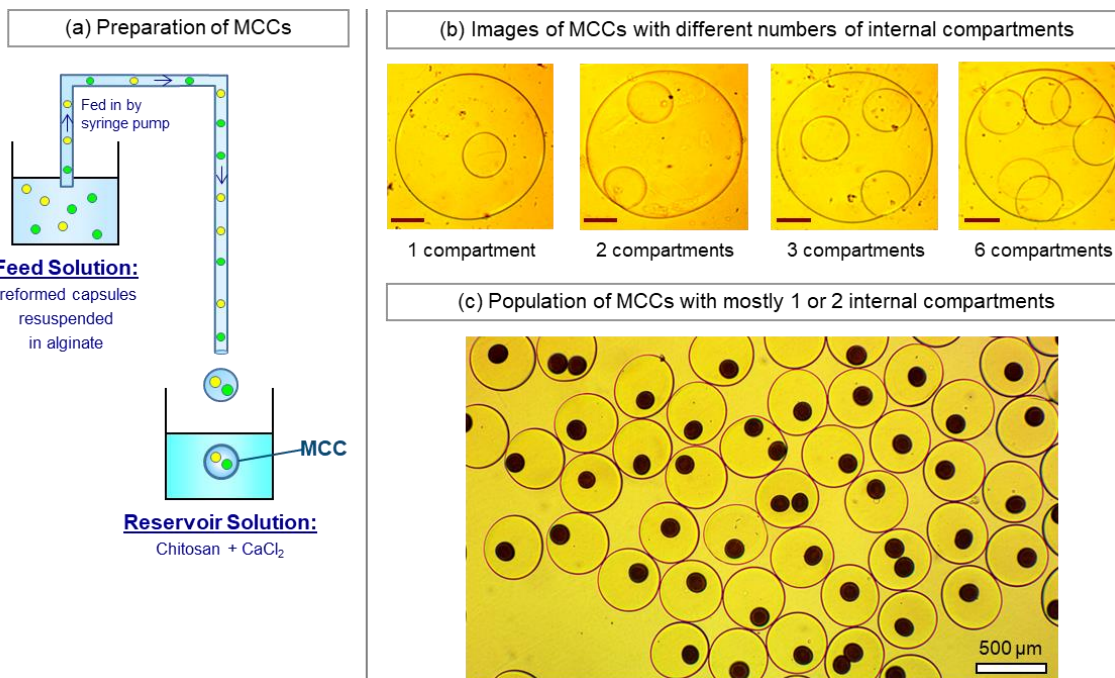 (a) Preparation of MCCs
Fed in by
syringe pump
Feed Solution:
reformed capsules
resuspended
in alginate
MCC
Reservoir Solution:
Chitosan + CaCl₂
(b) Images of MCCs with different numbers of internal compartments
1 compartment
2 compartments
3 compartments
6 compartments
(c) Population of MCCs with mostly 1 or 2 internal compartments
500 µm